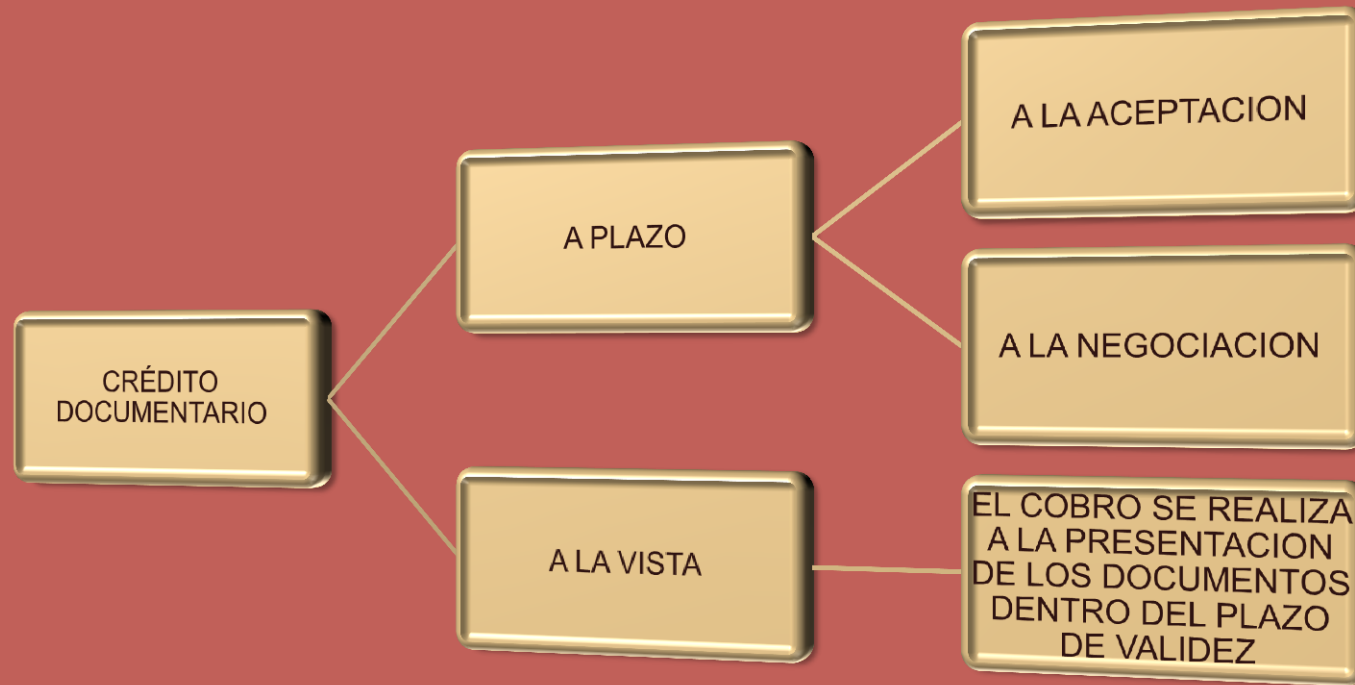 CRÉDITO
DOCUMENTARIO
A PLAZO
A LA ACEPTACION
A LA NEGOCIACION
A LA VISTA
EL COBRO SE REALIZA
A LA PRESENTACION
DE LOS DOCUMENTOS
DENTRO DEL PLAZO
DE VALIDEZ